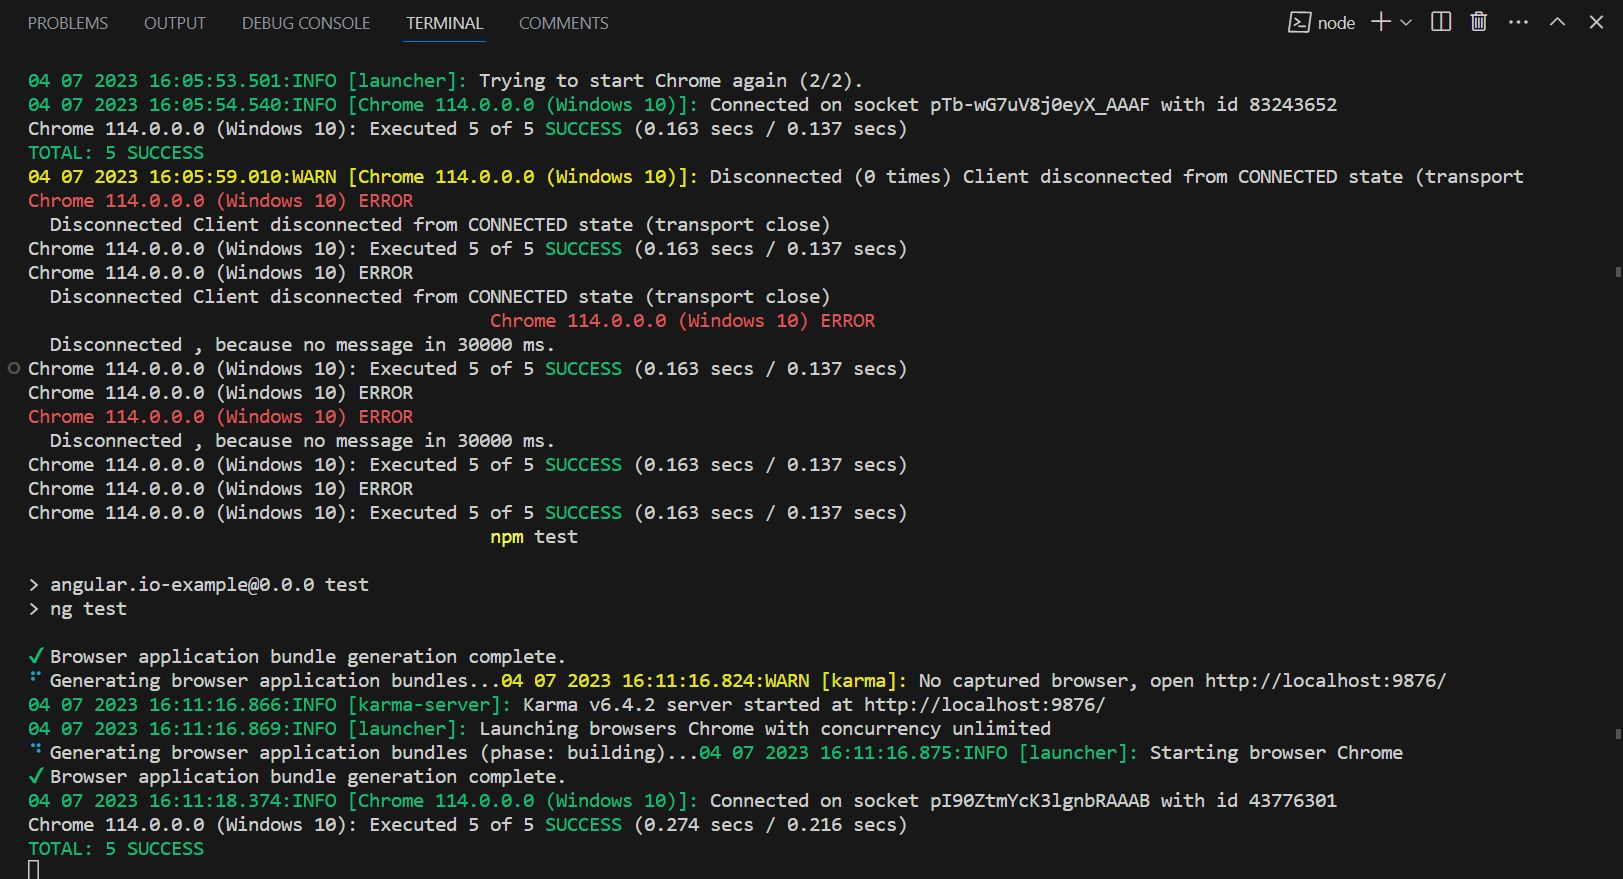 PROBLEMS OUTPUT DEBUG CONSOLE TERMINAL COMMENTS node
04 07 2023 16:05:53.501:INFO [launcher]: Trying to start Chrome again (2/2).
04 07 2023 16:05:54.540:INFO [Chrome 114.0.0.0 (Windows 10)]: Connected on socket pTb-wG7uV8j0eyX_AAAF with id 83243652
Chrome 114.0.0.0 (Windows 10): Executed 5 of 5 SUCCESS (0.163 secs / 0.137 secs)
TOTAL: 5 SUCCESS
04 07 2023 16:05:59.010:WARN [Chrome 114.0.0.0 (Windows 10)]: Disconnected (0 times) Client disconnected from CONNECTED state (transport
Chrome 114.0.0.0 (Windows 10) ERROR
Disconnected Client disconnected from CONNECTED state (transport close)
Chrome 114.0.0.0 (Windows 10): Executed 5 of 5 SUCCESS (0.163 secs / 0.137 secs)
Chrome 114.0.0.0 (Windows 10) ERROR
Disconnected Client disconnected from CONNECTED state (transport close)
Chrome 114.0.0.0 (Windows 10) ERROR
Disconnected , because no message in 30000 ms.
Chrome 114.0.0.0 (Windows 10): Executed 5 of 5 SUCCESS (0.163 secs / 0.137 secs)
Chrome 114.0.0.0 (Windows 10) ERROR
Chrome 114.0.0.0 (Windows 10) ERROR
Disconnected , because no message in 30000 ms.
Chrome 114.0.0.0 (Windows 10): Executed 5 of 5 SUCCESS (0.163 secs / 0.137 secs)
Chrome 114.0.0.0 (Windows 10) ERROR
Chrome 114.0.0.0 (Windows 10): Executed 5 of 5 SUCCESS (0.163 secs / 0.137 secs)
npm test
> angular.io-example@0.0.0 test
> ng test
✓ Browser application bundle generation complete.
⠋ Generating browser application bundles...04 07 2023 16:11:16.824:WARN [karma]: No captured browser, open http://localhost:9876/
04 07 2023 16:11:16.866:INFO [karma-server]: Karma v6.4.2 server started at http://localhost:9876/
04 07 2023 16:11:16.869:INFO [launcher]: Launching browsers Chrome with concurrency unlimited
⠙ Generating browser application bundles (phase: building)...04 07 2023 16:11:16.875:INFO [launcher]: Starting browser Chrome
✓ Browser application bundle generation complete.
04 07 2023 16:11:18.374:INFO [Chrome 114.0.0.0 (Windows 10)]: Connected on socket pI90ZtmYcK3lgnbRAAAB with id 43776301
Chrome 114.0.0.0 (Windows 10): Executed 5 of 5 SUCCESS (0.274 secs / 0.216 secs)
TOTAL: 5 SUCCESS